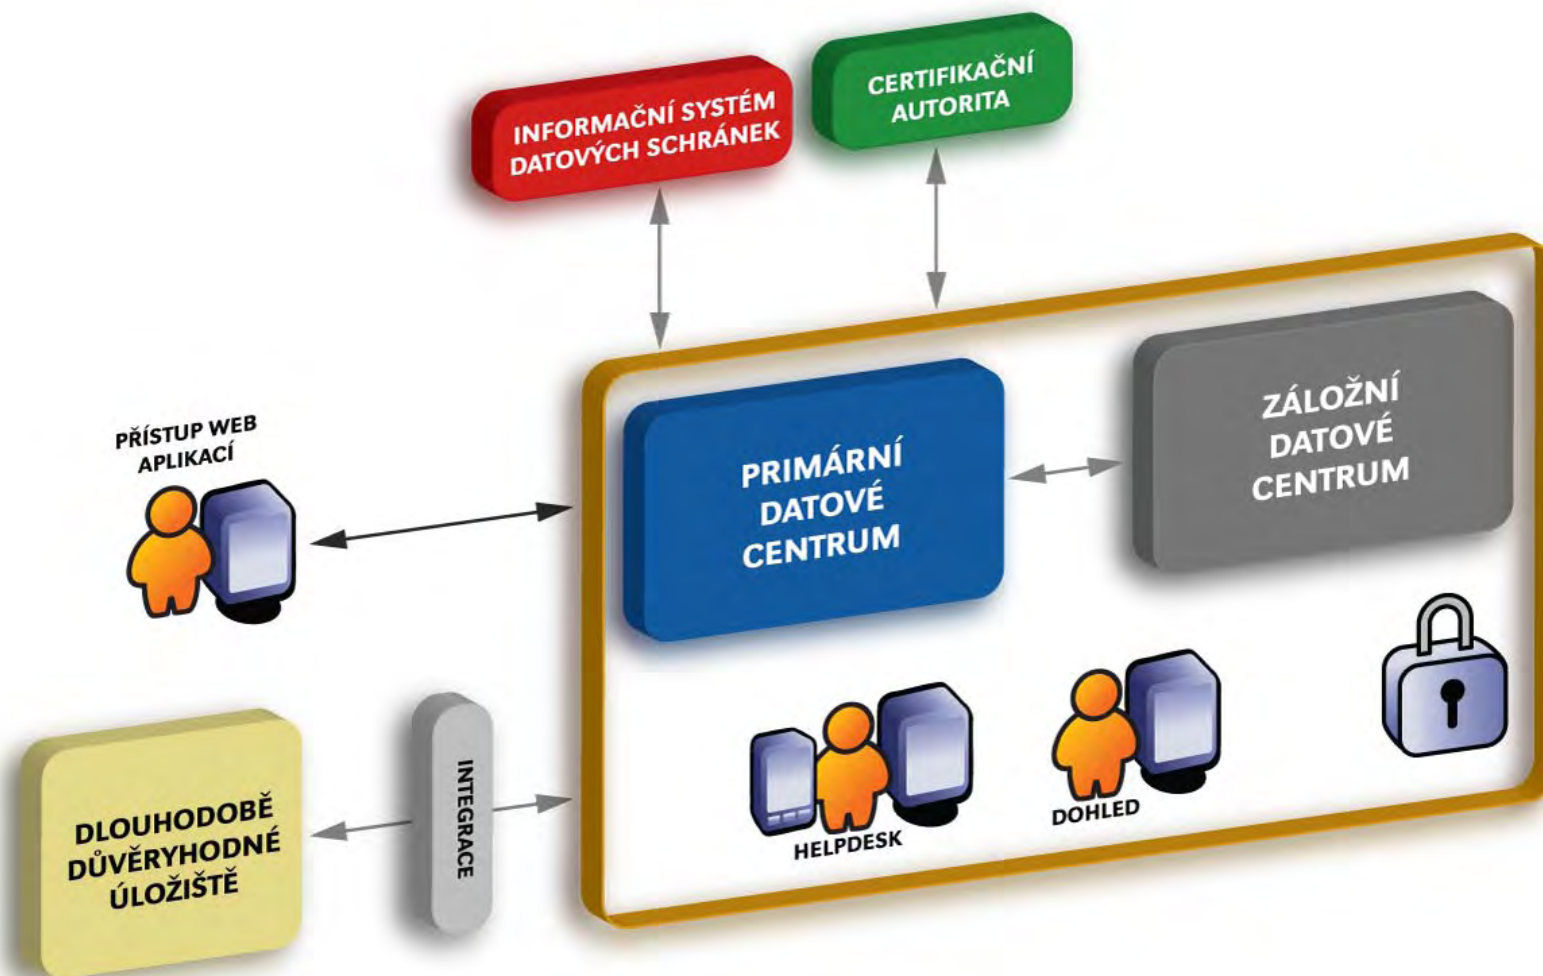 INFORMAČNÍ SYSTÉM
DATOVÝCH SCHRÁNEK
CERTIFIKAČNÍ
AUTORITA
PŘÍSTUP WEB
APLIKACÍ
PRIMÁRNÍ
DATOVÉ
CENTRUM
ZÁLOŽNÍ
DATOVÉ
CENTRUM
DLOUHODOBĚ
DŮVĚRYHODNÉ
ÚLOŽIŠTĚ
INTEGRACE
HELPDESK
DOHLED